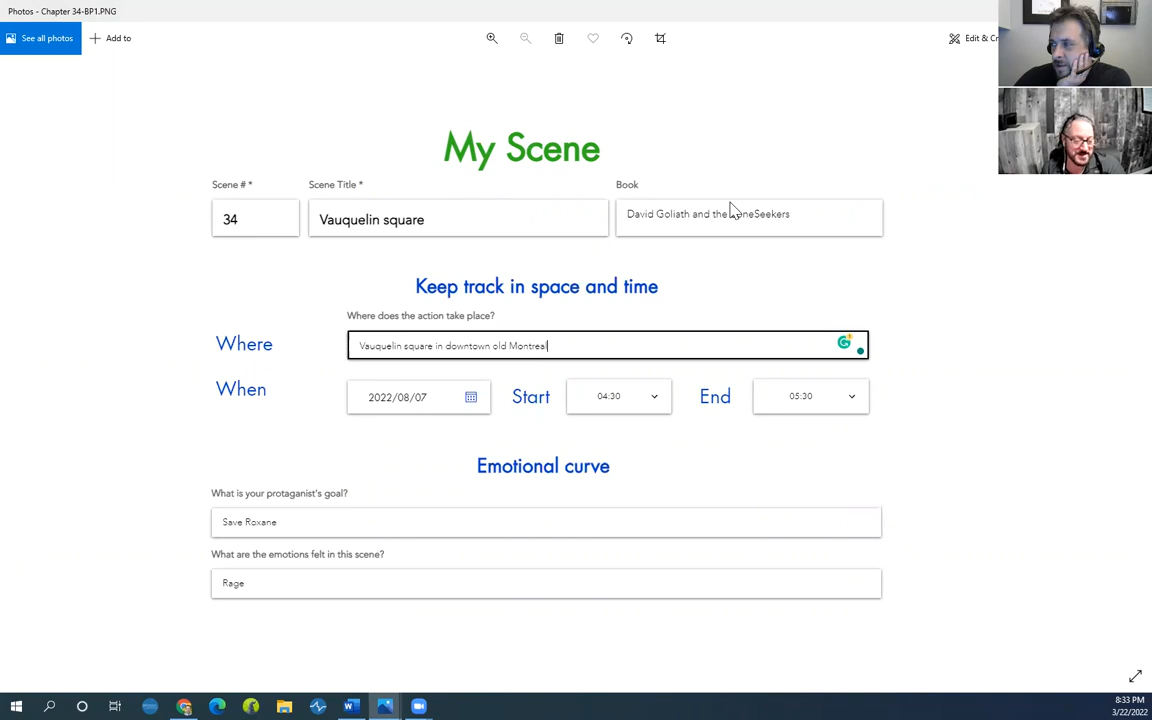 Photos - Chapter 34-BP1.PNG
See all photos
Add to
Edit & Cr
My Scene
Scene # *
Scene Title *
Book
34
Vauquelin square
David Goliath and the
Keep track in space and time
Where does the action take place?
Where
Vauquelin square in downtown old Montreal
When
2022/08/07
Start
04:30
End
05:30
Emotional curve
What is your protaganist's goal?
Save Roxane
What are the emotions felt in this scene?
Rage
8:33 PM
3/22/2022